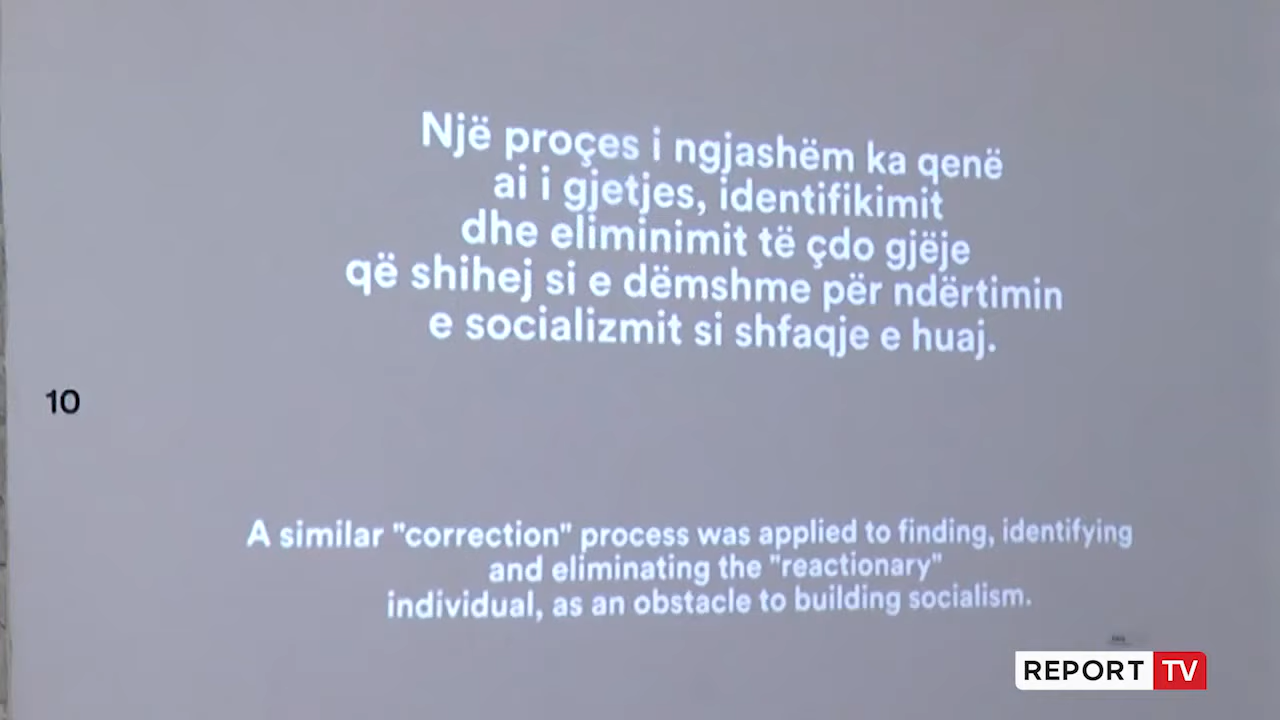 Një proçes i ngjashëm ka qenë
ai i gjetjes, identifikimit
dhe eliminimit të çdo gjëje
që shihej si e dëmshme për ndërtimin
e socializmit si shfaqje e huaj.
10
A similar "correction" process was applied to finding, identifying
and eliminating the "reactionary"
individual, as an obstacle to building socialism.
REPORT TV